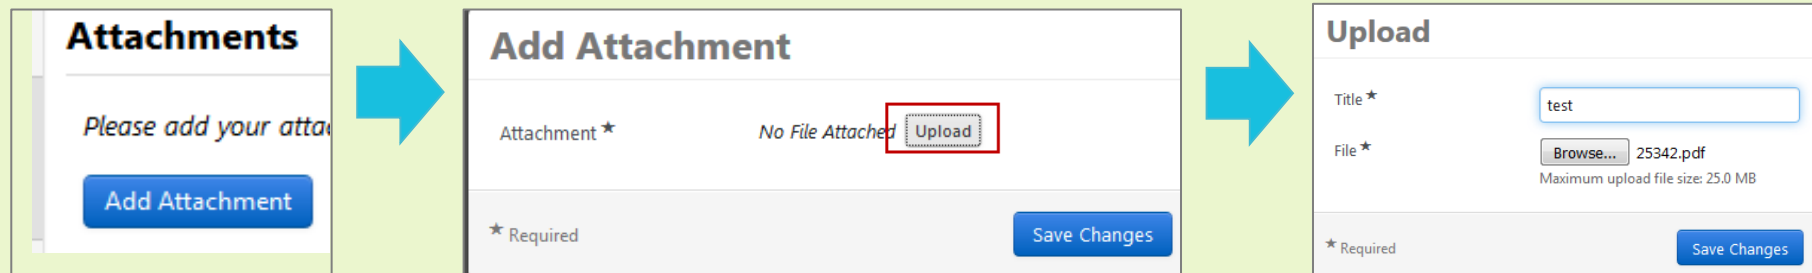 Attachments
Please add your atta
Add Attachment
Add Attachment
Attachment ★ No File Attached Upload
★ Required Save Changes
Upload
Title ★ test
File ★ Browse... 25342.pdf
Maximum upload file size: 25.0 MB
★ Required Save Changes